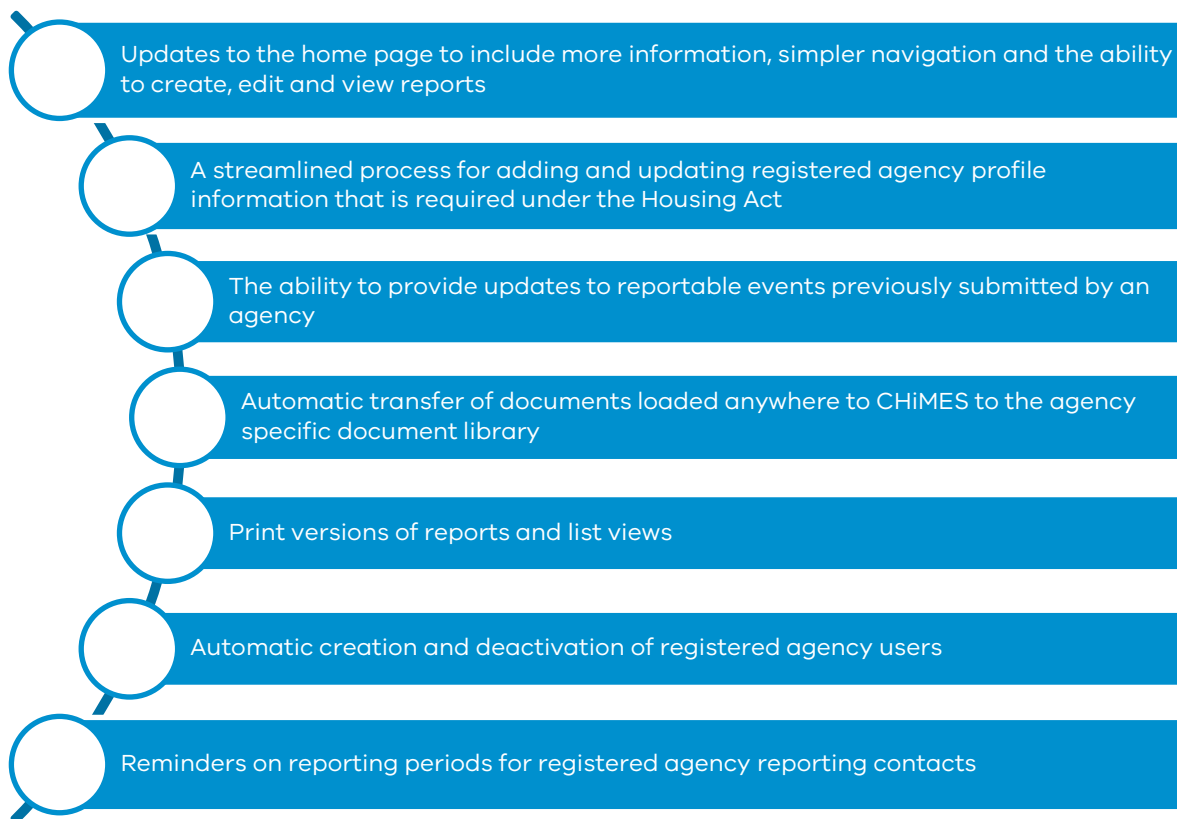 Updates to the home page to include more information, simpler navigation and the ability
to create, edit and view reports
A streamlined process for adding and updating registered agency profile
information that is required under the Housing Act
The ability to provide updates to reportable events previously submitted by an
agency
Automatic transfer of documents loaded anywhere to CHiMES to the agency
specific document library
Print versions of reports and list views
Automatic creation and deactivation of registered agency users
Reminders on reporting periods for registered agency reporting contacts